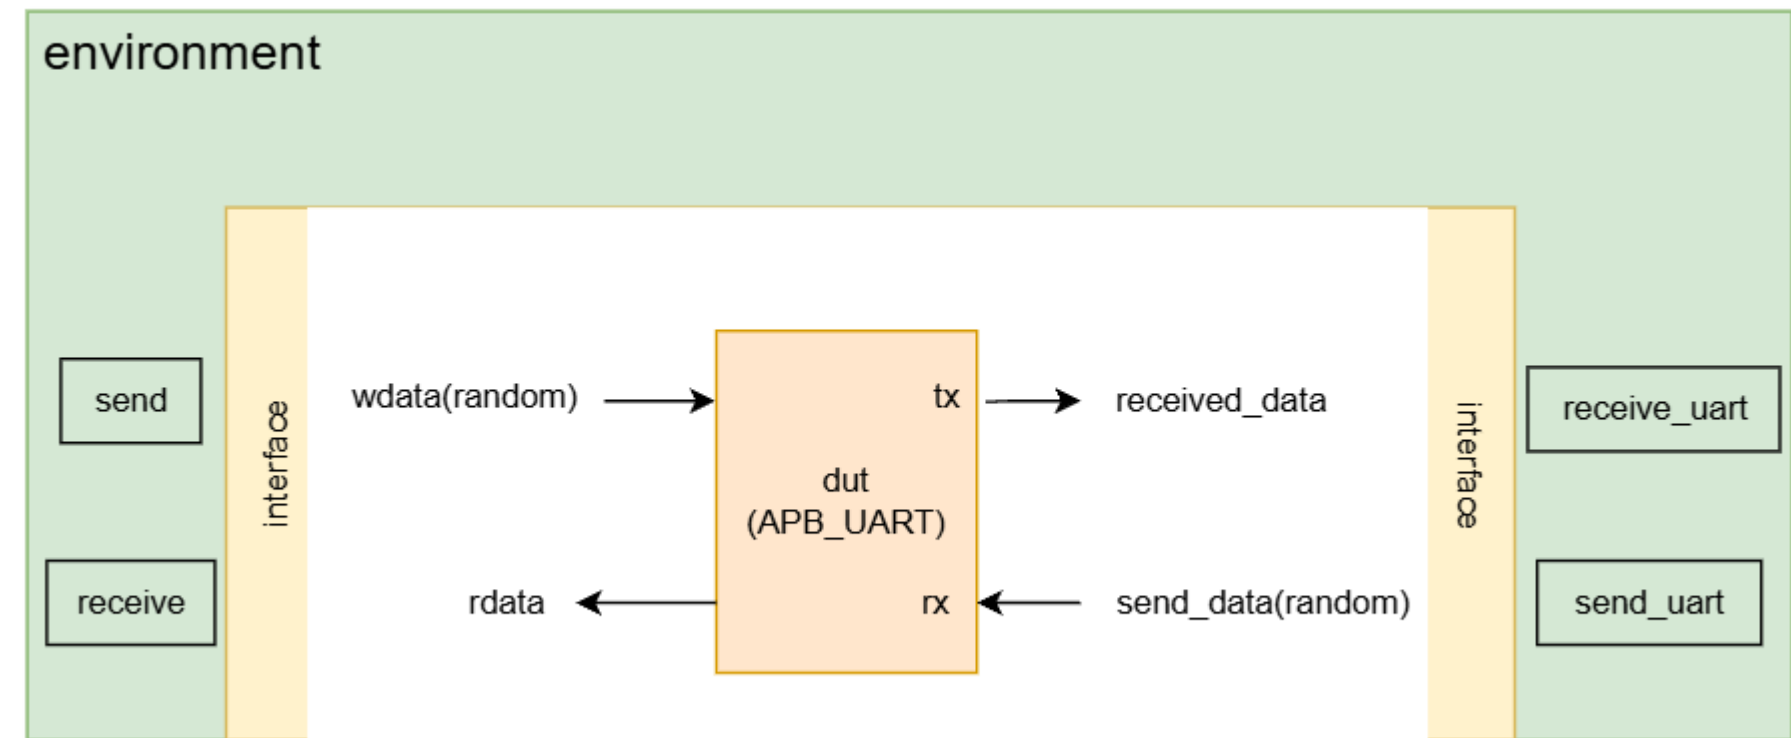 environment
send
interface
wdata(random)
tx
received_data
interface
receive_uart
dut
(APB_UART)
receive
rdata
rx
send_data(random)
send_uart